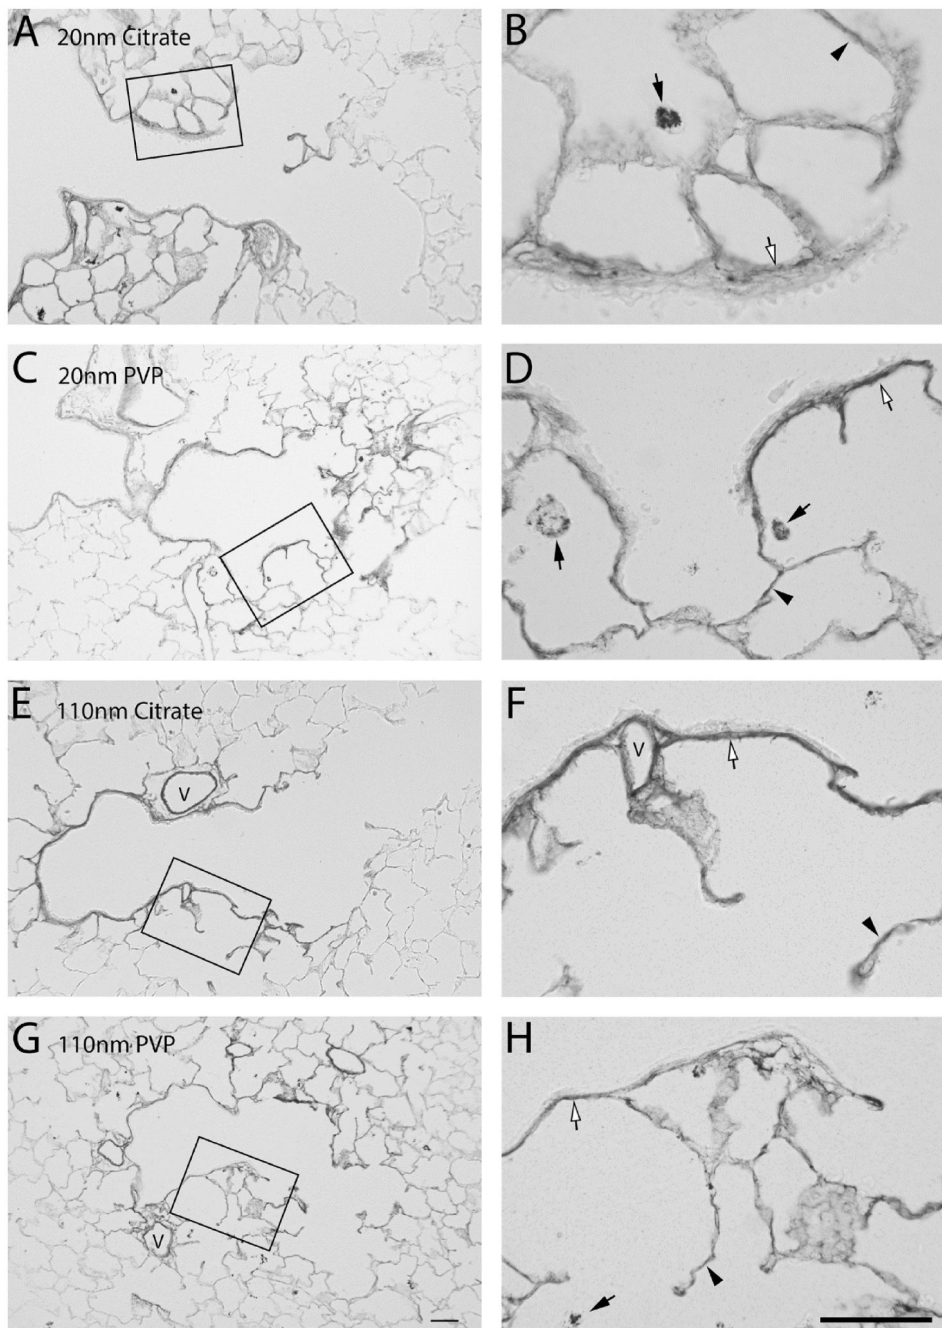 A 20nm Citrate
B
C 20nm PVP
D
E 110nm Citrate
V
F
V
G 110nm PVP
V
H